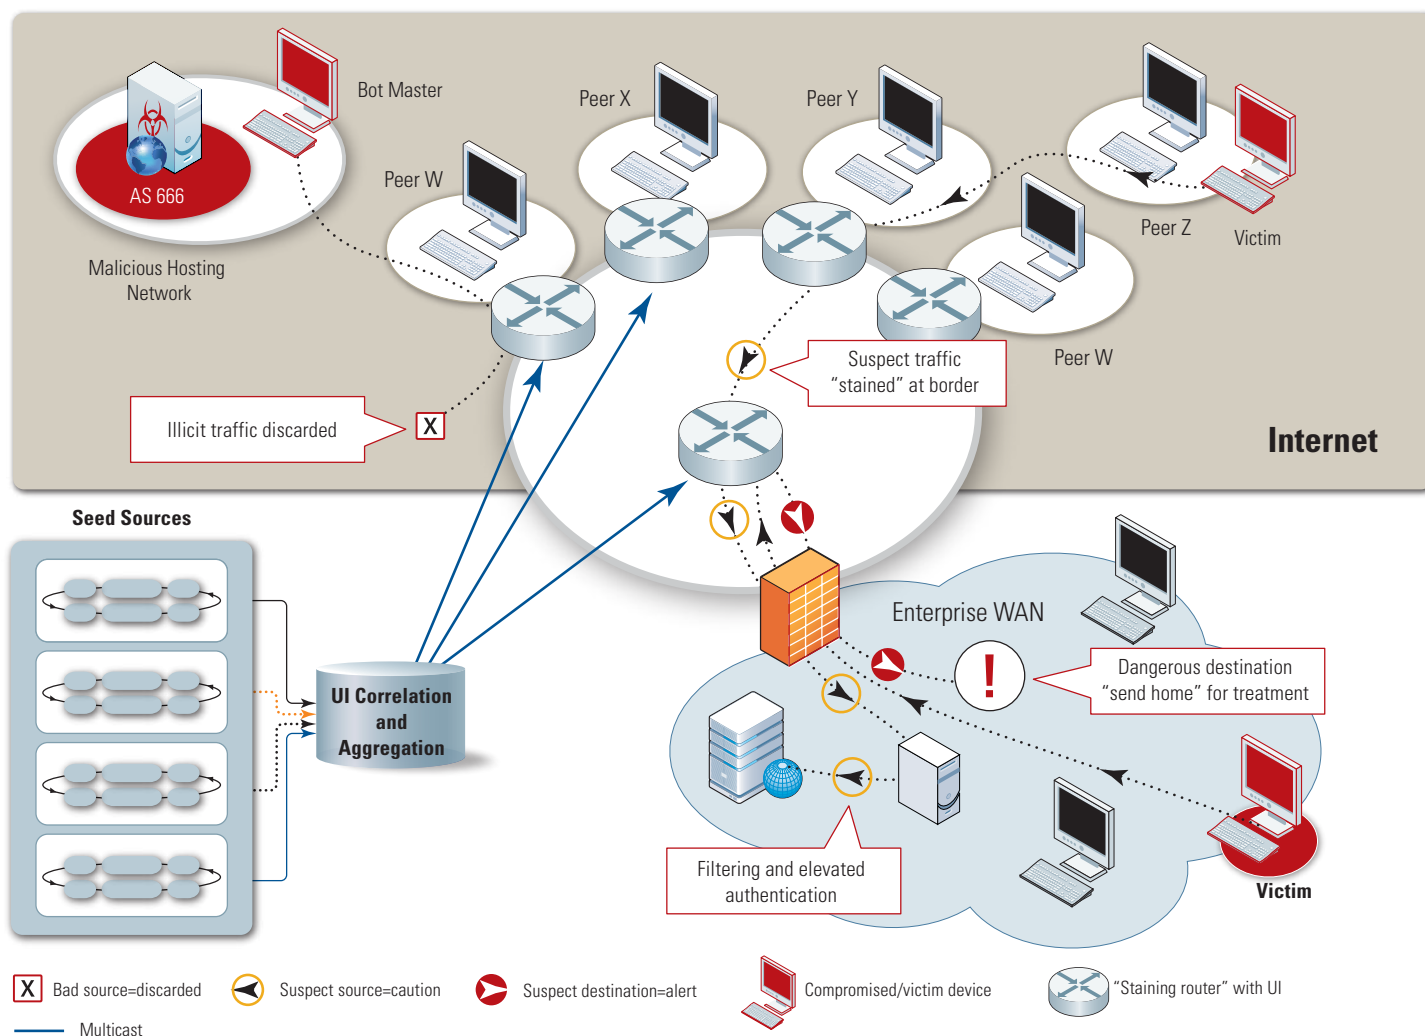 Bot Master
Peer X
Peer Y
Peer W
AS 666
Malicious Hosting
Network
Peer Z
Victim
Peer W
Suspect traffic
“stained” at border
Illicit traffic discarded
X
Internet
Seed Sources
UI Correlation
and
Aggregation
Enterprise WAN
!
Dangerous destination
“send home” for treatment
Filtering and elevated
authentication
Victim
X Bad source=discarded
Suspect source=caution
Suspect destination=alert
Compromised/victim device
“Staining router” with UI
Multicast